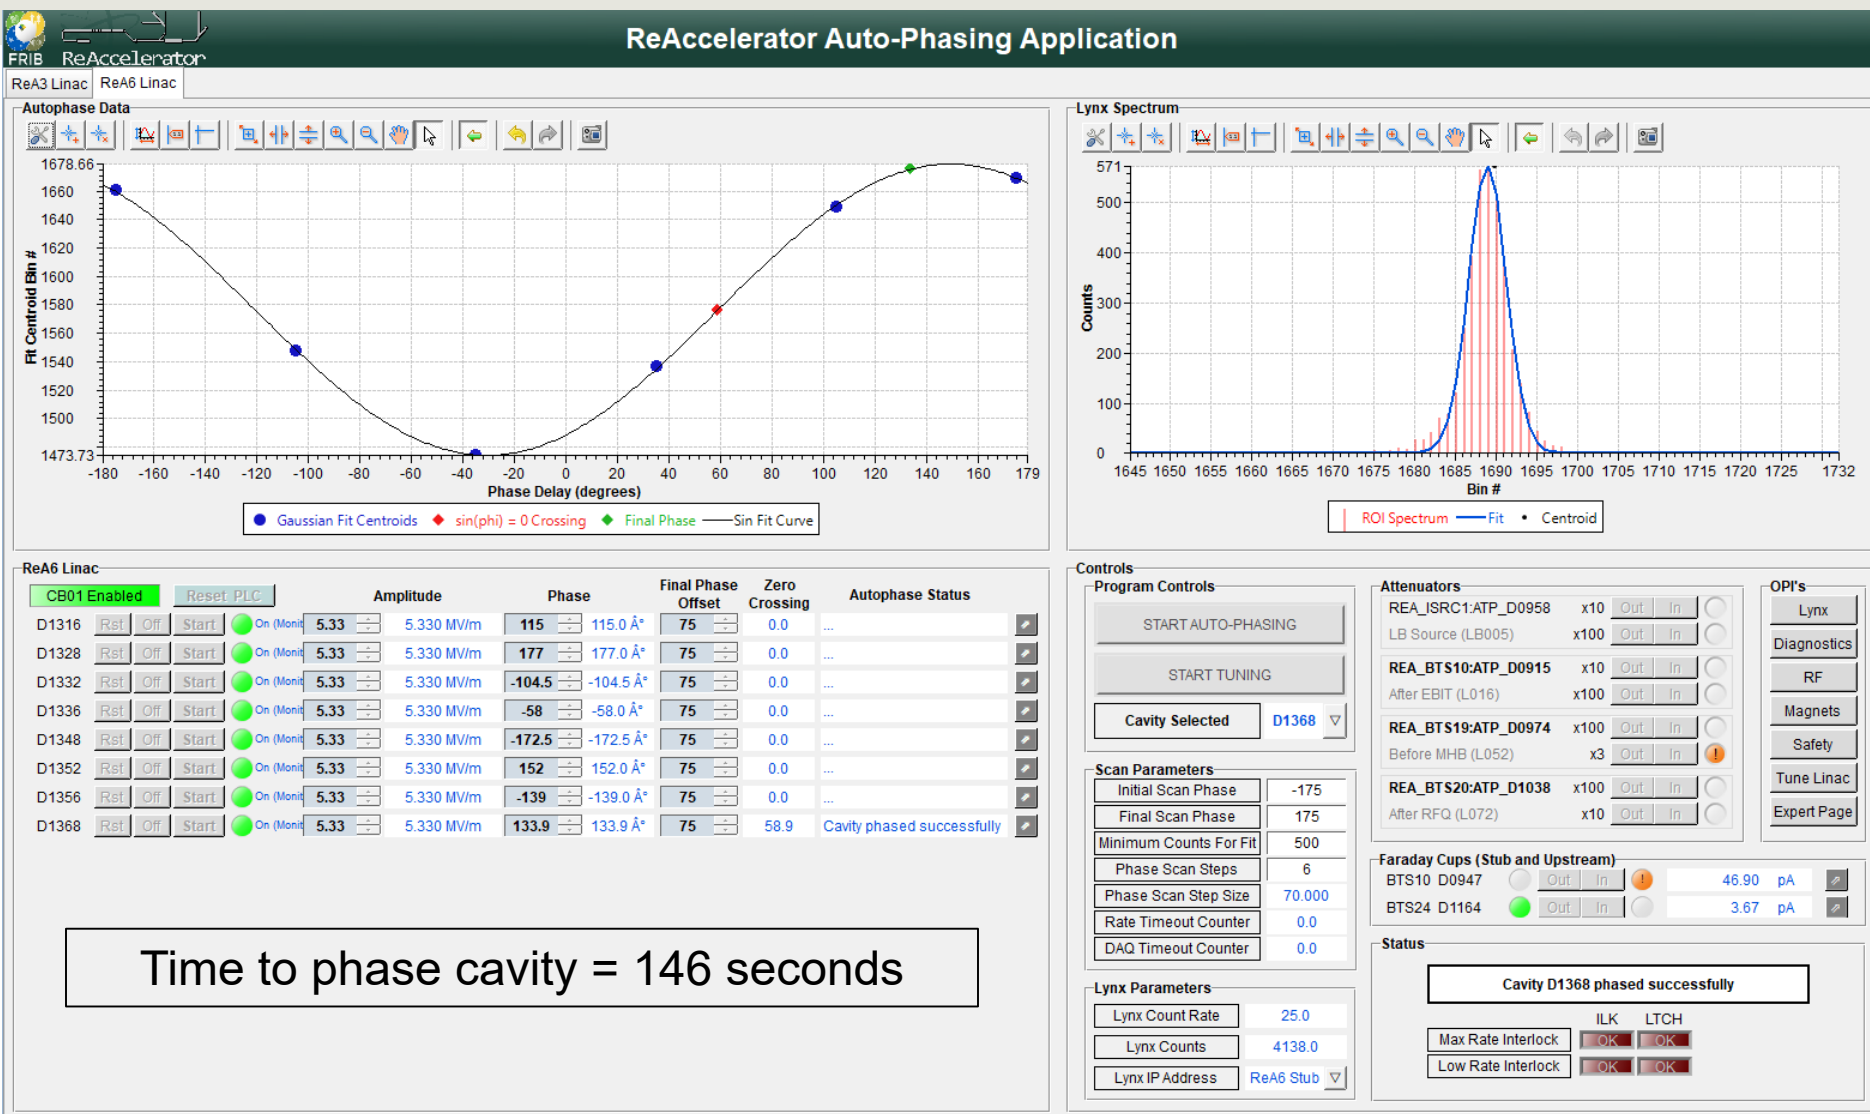 FRIB ReAccelerator
ReAccelerator Auto-Phasing Application
ReA3 Linac ReA6 Linac
Autophase Data
1678.66
1660
1640
1620
1600
1580
1560
1540
1520
1500
1473.73
Fit Centroid Bin #
-180 -160 -140 -120 -100 -80 -60 -40 -20 0 20 40 60 80 100 120 140 160 179
Phase Delay (degrees)
Gaussian Fit Centroids sin(phi) = 0 Crossing Final Phase Sin Fit Curve
Lynx Spectrum
571
500
400
300
200
100
0
Counts
1645 1650 1655 1660 1665 1670 1675 1680 1685 1690 1695 1700 1705 1710 1715 1720 1725 1732
Bin #
ROI Spectrum Fit Centroid
ReA6 Linac
CB01 Enabled Reset PLC Amplitude Phase Final Phase Offset Zero Crossing Autophase Status
D1316 Rst Off Start On (Monit 5.33 5.330 MV/m 115 115.0 Â° 75 0.0 ...
D1328 Rst Off Start On (Monit 5.33 5.330 MV/m 177 177.0 Â° 75 0.0 ...
D1332 Rst Off Start On (Monit 5.33 5.330 MV/m -104.5 -104.5 Â° 75 0.0 ...
D1336 Rst Off Start On (Monit 5.33 5.330 MV/m -58 -58.0 Â° 75 0.0 ...
D1348 Rst Off Start On (Monit 5.33 5.330 MV/m -172.5 -172.5 Â° 75 0.0 ...
D1352 Rst Off Start On (Monit 5.33 5.330 MV/m 152 152.0 Â° 75 0.0 ...
D1356 Rst Off Start On (Monit 5.33 5.330 MV/m -139 -139.0 Â° 75 0.0 ...
D1368 Rst Off Start On (Monit 5.33 5.330 MV/m 133.9 133.9 Â° 75 58.9 Cavity phased successfully
Time to phase cavity = 146 seconds
Controls
Program Controls
START AUTO-PHASING
START TUNING
Cavity Selected D1368
Scan Parameters
Initial Scan Phase -175
Final Scan Phase 175
Minimum Counts For Fit 500
Phase Scan Steps 6
Phase Scan Step Size 70.000
Rate Timeout Counter 0.0
DAQ Timeout Counter 0.0
Lynx Parameters
Lynx Count Rate 25.0
Lynx Counts 4138.0
Lynx IP Address ReA6 Stub
Attenuators
REA_ISRC1:ATP_D0958 x10 Out In
LB Source (LB005) x100 Out In
REA_BTS10:ATP_D0915 x10 Out In
After EBIT (L016) x100 Out In
REA_BTS19:ATP_D0974 x100 Out In
Before MHB (L052) x3 Out In !
REA_BTS20:ATP_D1038 x100 Out In
After RFQ (L072) x10 Out In
OPI's
Lynx
Diagnostics
RF
Magnets
Safety
Tune Linac
Expert Page
Faraday Cups (Stub and Upstream)
BTS10 D0947 Out In ! 46.90 pA
BTS24 D1164 Out In 3.67 pA
Status
Cavity D1368 phased successfully
ILK LTCH
Max Rate Interlock OK OK
Low Rate Interlock OK OK